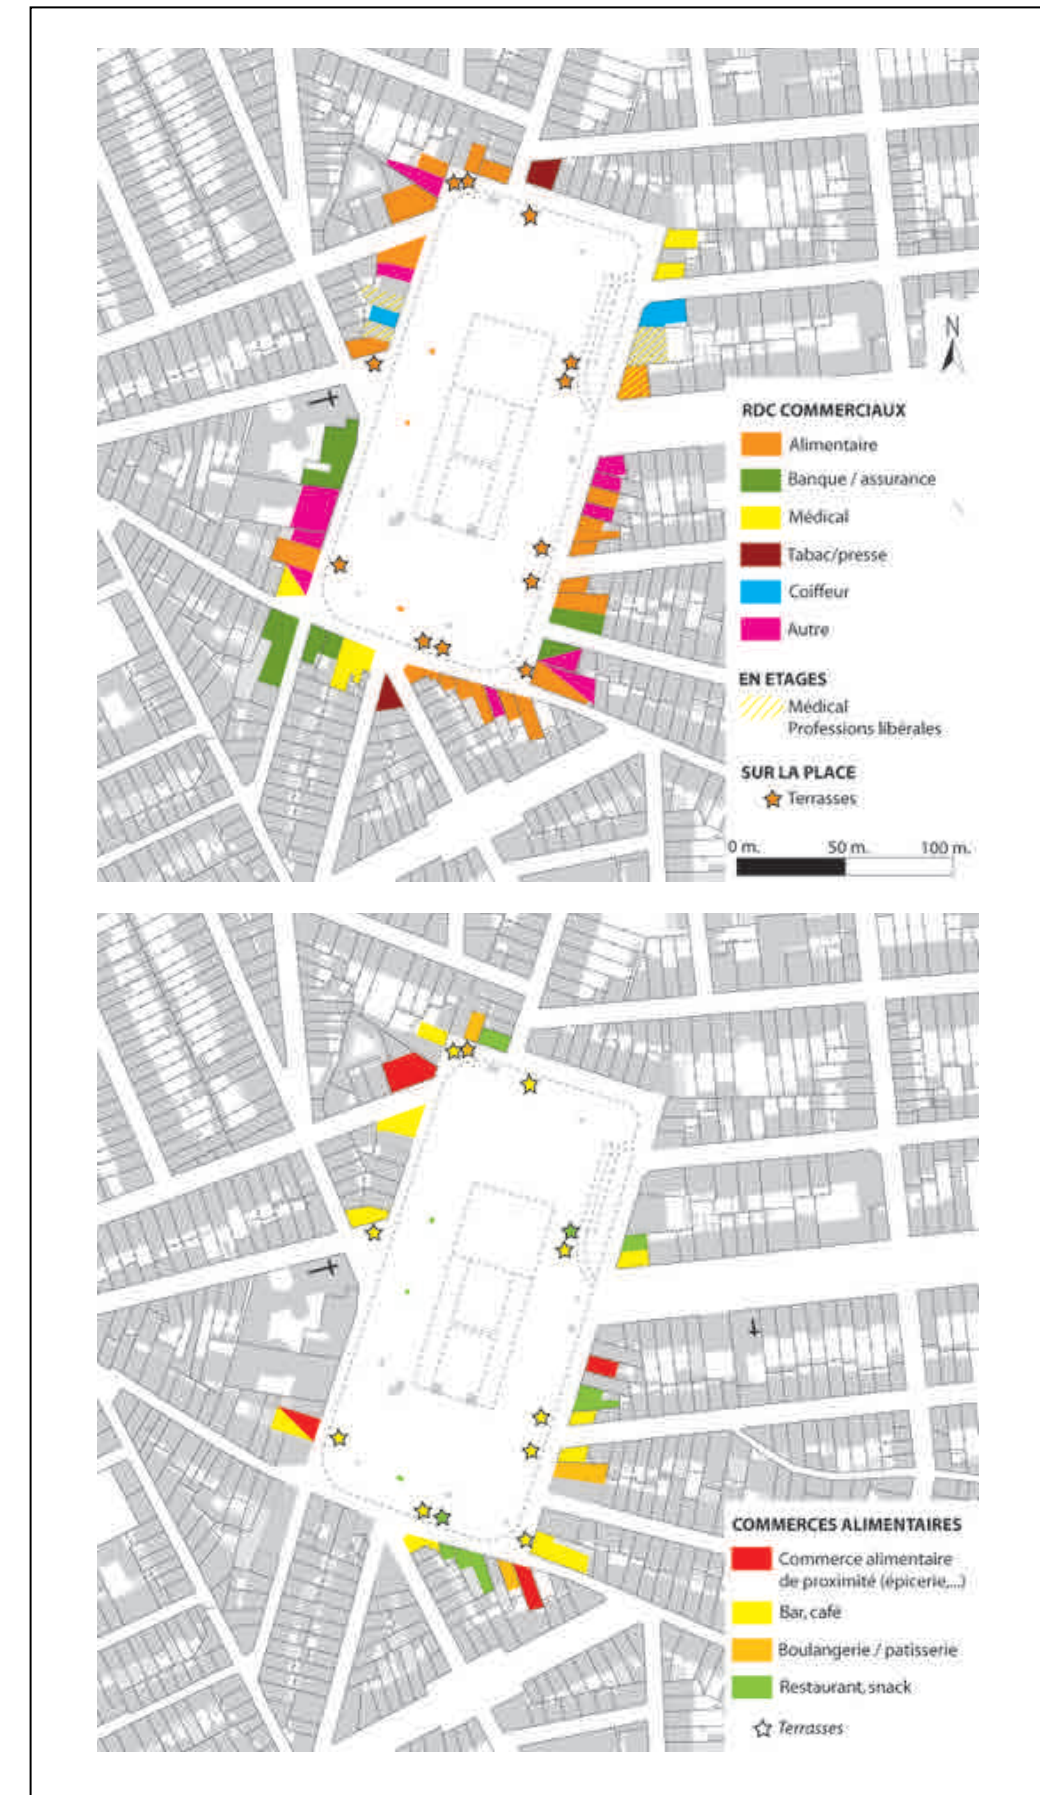 N
RDC COMMERCIAUX
Alimentaire
Banque / assurance
Médical
Tabac/presse
Coiffeur
Autre
EN ETAGES
Médical
Professions libérales
SUR LA PLACE
Terrasses
0 m. 50 m. 100 m.
COMMERCES ALIMENTAIRES
Commerce alimentaire
de proximité (épicerie,...)
Bar, café
Boulangerie / patisserie
Restaurant, snack
Terrasses